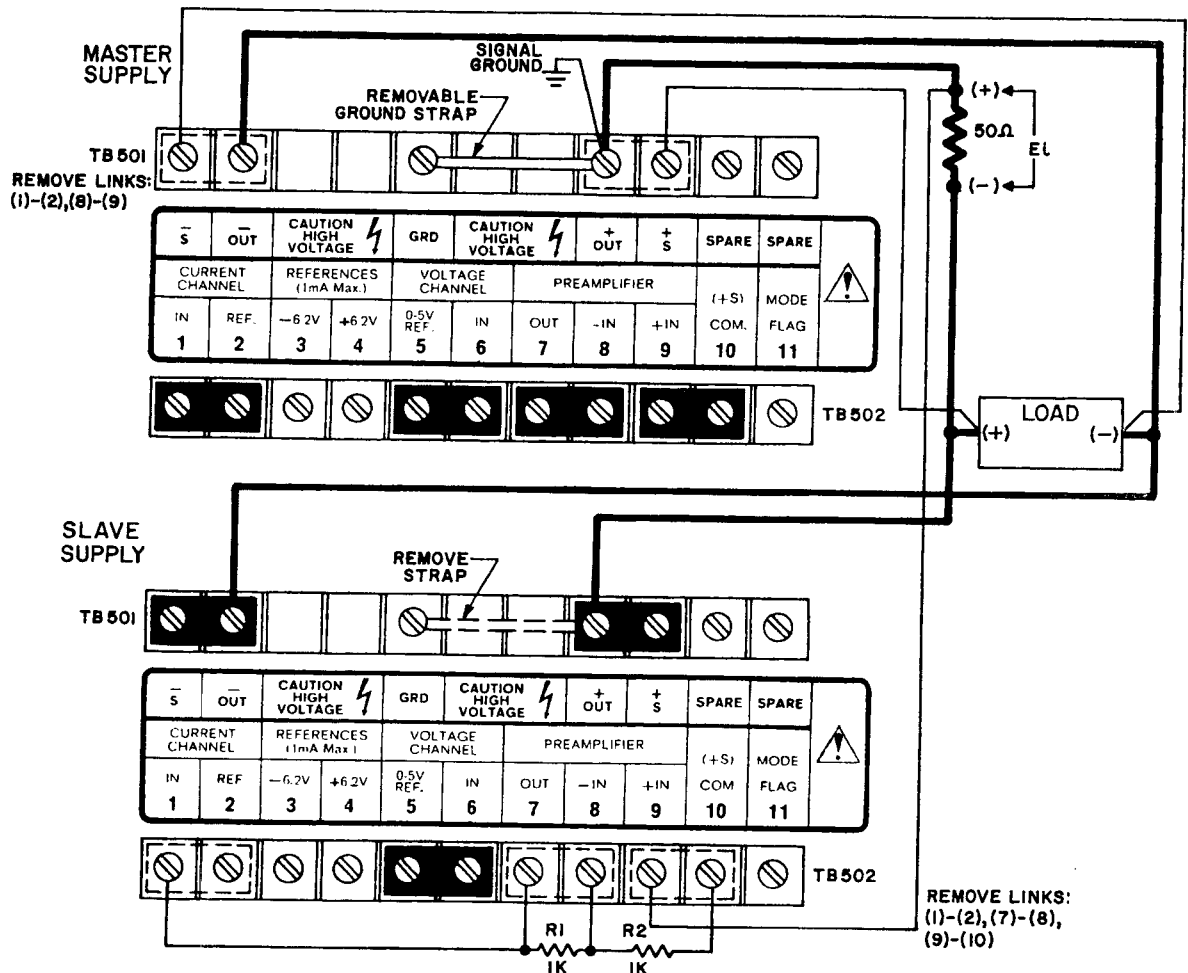 MASTER
SUPPLY
SIGNAL
GROUND
REMOVABLE
GROUND STRAP
(+)
50Ω
Ei
(-)
TB501
REMOVE LINKS:
(1)-(2),(8)-(9)
− S
− OUT
CAUTION HIGH VOLTAGE
GRD
CAUTION HIGH VOLTAGE
+ OUT
+ S
SPARE
SPARE
CURRENT CHANNEL
REFERENCES (1mA Max.)
VOLTAGE CHANNEL
PREAMPLIFIER
(+S) COM.
MODE FLAG
IN
REF.
−6.2V
+6.2V
0-5V REF.
IN
OUT
-IN
+IN
1 2 3 4 5 6 7 8 9 10 11
TB502
LOAD
(+)
(-)
SLAVE
SUPPLY
REMOVE
STRAP
TB501
− S
− OUT
CAUTION HIGH VOLTAGE
GRD
CAUTION HIGH VOLTAGE
+ OUT
+ S
SPARE
SPARE
CURRENT CHANNEL
REFERENCES (1mA Max.)
VOLTAGE CHANNEL
PREAMPLIFIER
(+S) COM
MODE FLAG
IN
REF
−6.2V
+6.2V
0-5V REF.
IN
OUT
−IN
+IN
1 2 3 4 5 6 7 8 9 10 11
TB502
REMOVE LINKS:
(1)-(2),(7)-(8),
(9)-(10)
R1
1K
R2
1K